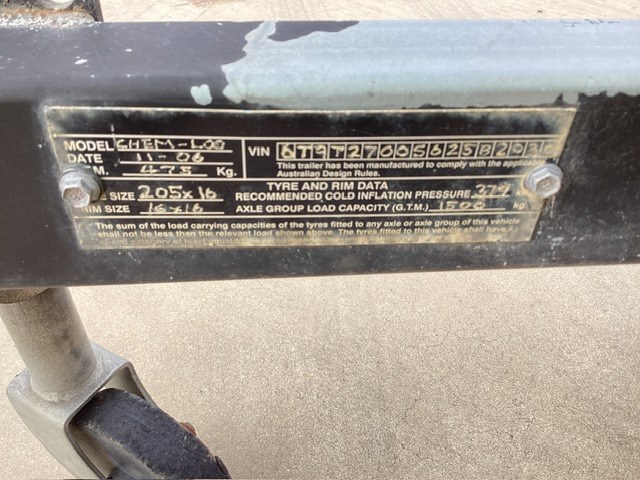 MODEL CHEM-LOO VIN 6T9T27005625B2
DATE 11-06 This trailer has been manufactured to comply with the applicable
M. 475 Kg. Australian Design Rules.
TYRE AND RIM DATA
SIZE 205x16 RECOMMENDED COLD INFLATION PRESSURE 379
RIM SIZE 16x16 AXLE GROUP LOAD CAPACITY (G.T.M.) 1500 kg
The sum of the load carrying capacities of the tyres fitted to any axle or axle group of this vehicle
shall not be less than the relevant load shown above. The tyres fitted to this vehicle shall have a